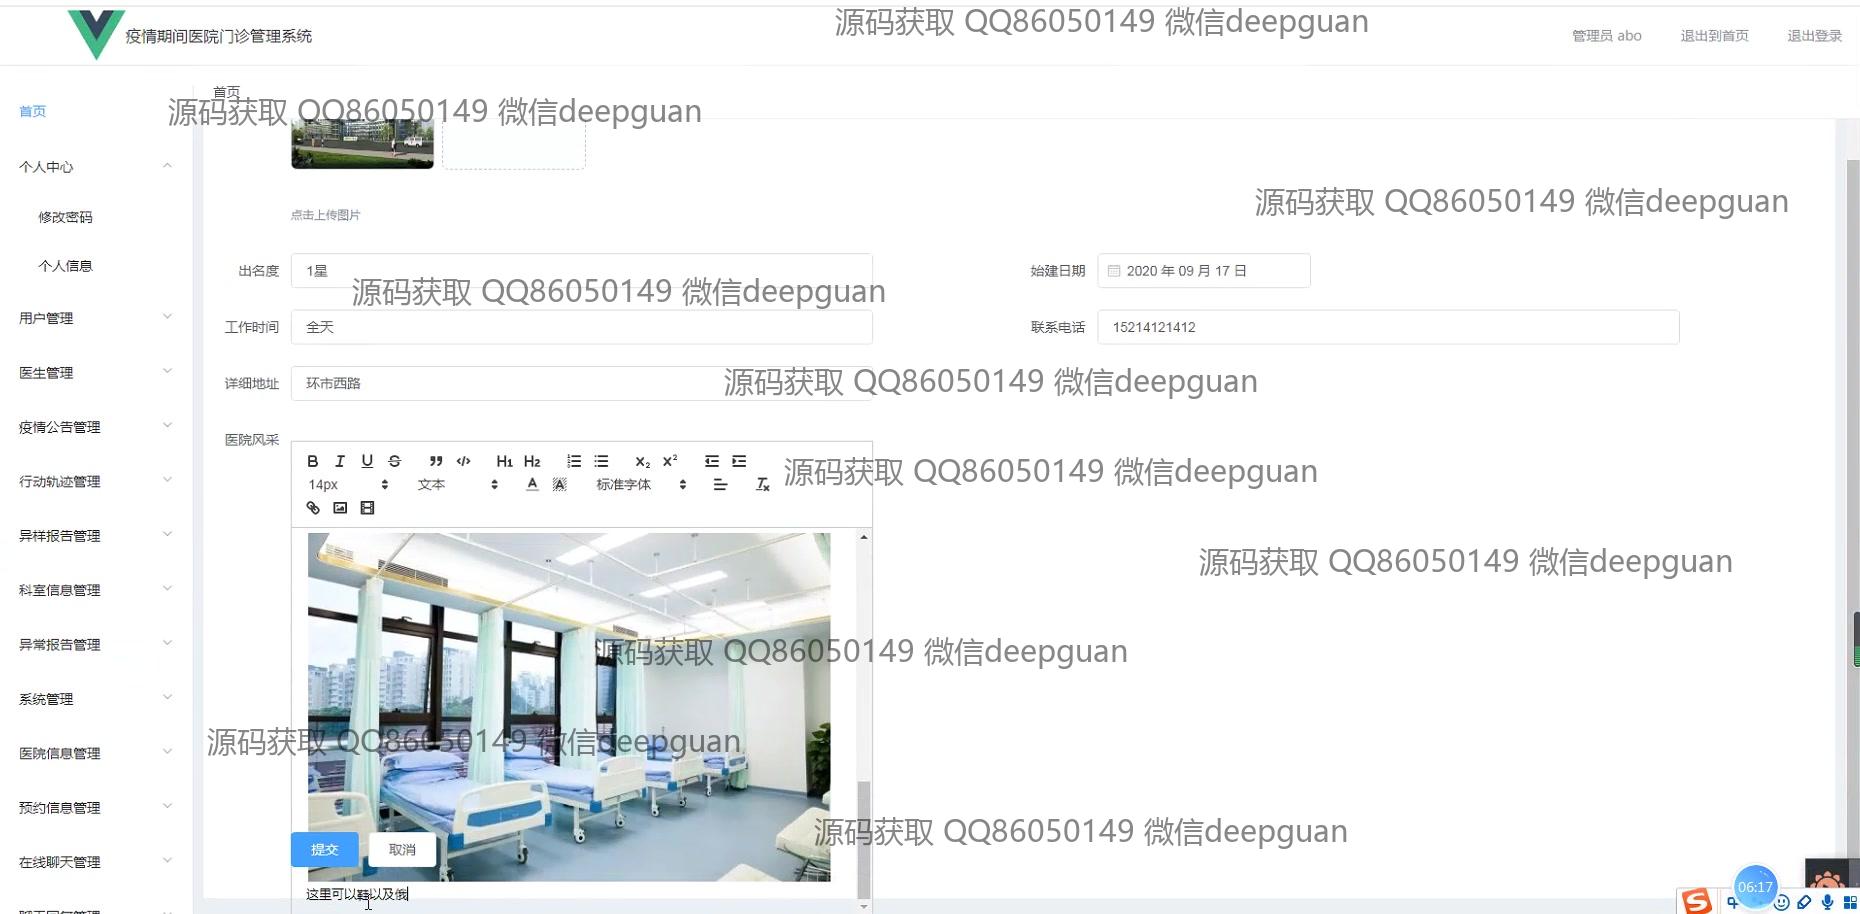 源码获取 QQ86050149 微信deepguan
疫情期间医院门诊管理系统
管理员 abo
退出到首页
退出登录
首页
首页
源码获取 QQ86050149 微信deepguan
个人中心
修改密码
源码获取 QQ86050149 微信deepguan
点击上传图片
个人信息
出名度
1星
始建日期
2020 年 09 月 17 日
源码获取 QQ86050149 微信deepguan
用户管理
工作时间
全天
联系电话
15214121412
医生管理
详细地址
环市西路
源码获取 QQ86050149 微信deepguan
疫情公告管理
医院风采
B I U S ” </> H1 H2 X2 X2
源码获取 QQ86050149 微信deepguan
行动轨迹管理
14px
文本
A A
标准字体
Tx
异样报告管理
源码获取 QQ86050149 微信deepguan
科室信息管理
异常报告管理
源码获取 QQ86050149 微信deepguan
系统管理
源码获取 QQ86050149 微信deepguan
医院信息管理
预约信息管理
源码获取 QQ86050149 微信deepguan
提交
取消
在线聊天管理
06:17
这里可以
以及俄